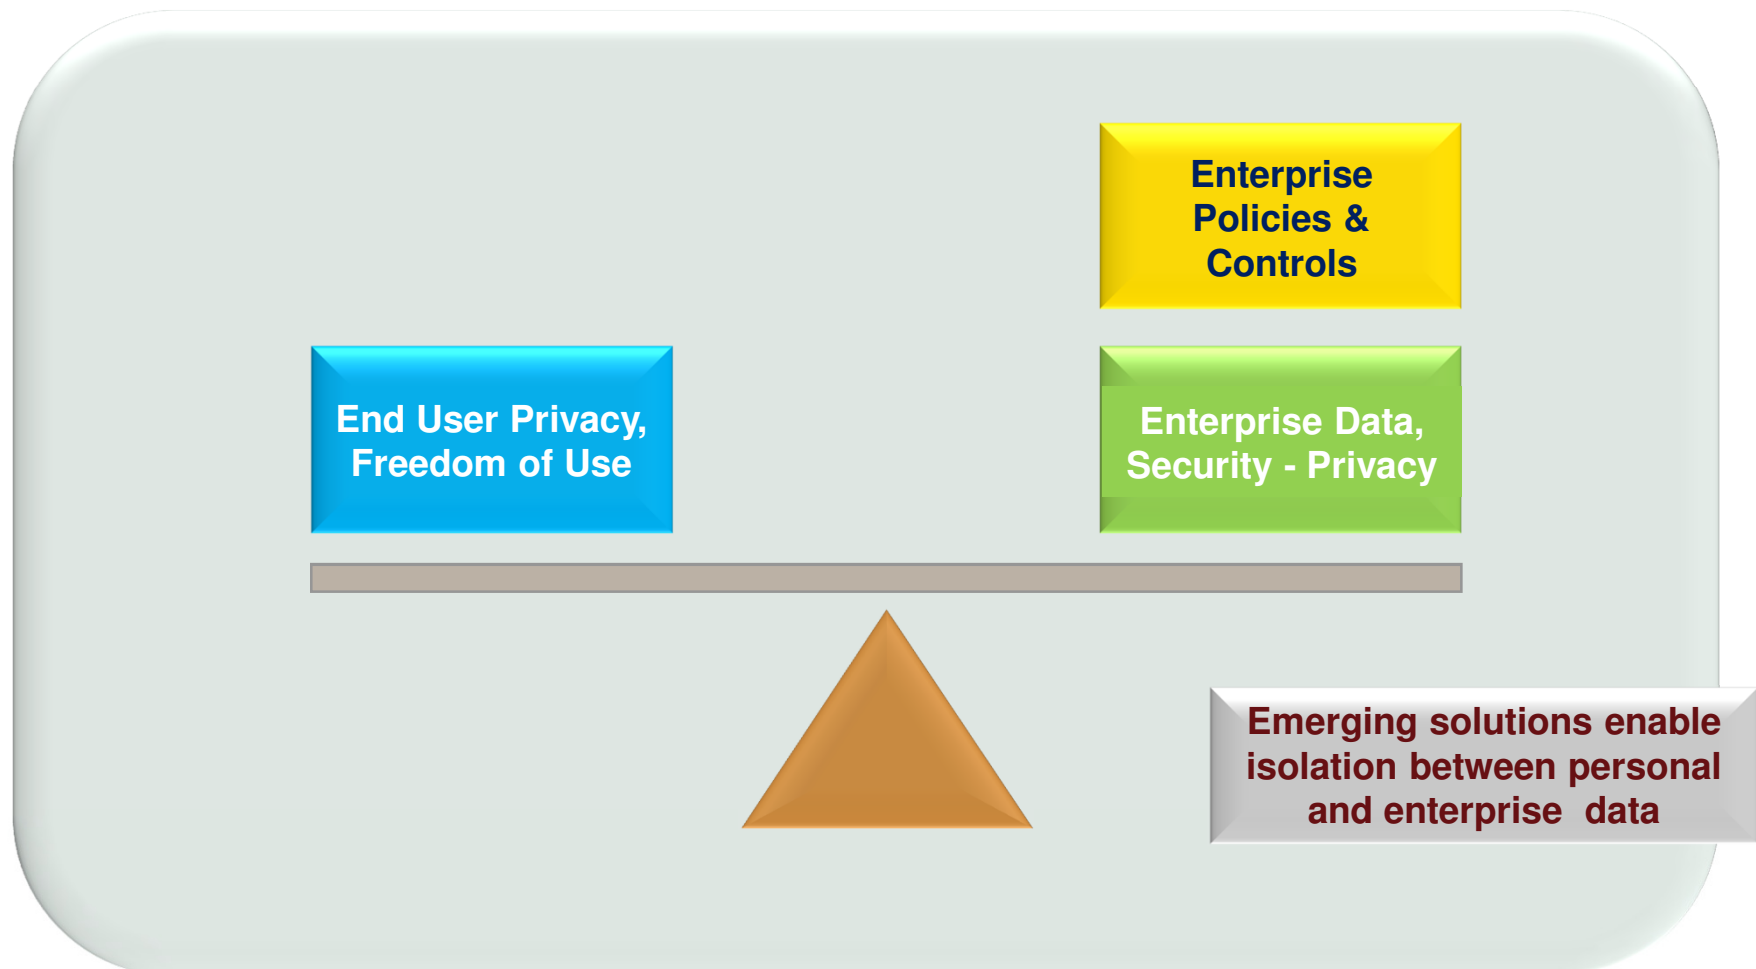 Enterprise
Policies &
Controls
End User Privacy,
Freedom of Use
Enterprise Data,
Security - Privacy
Emerging solutions enable
isolation between personal
and enterprise data